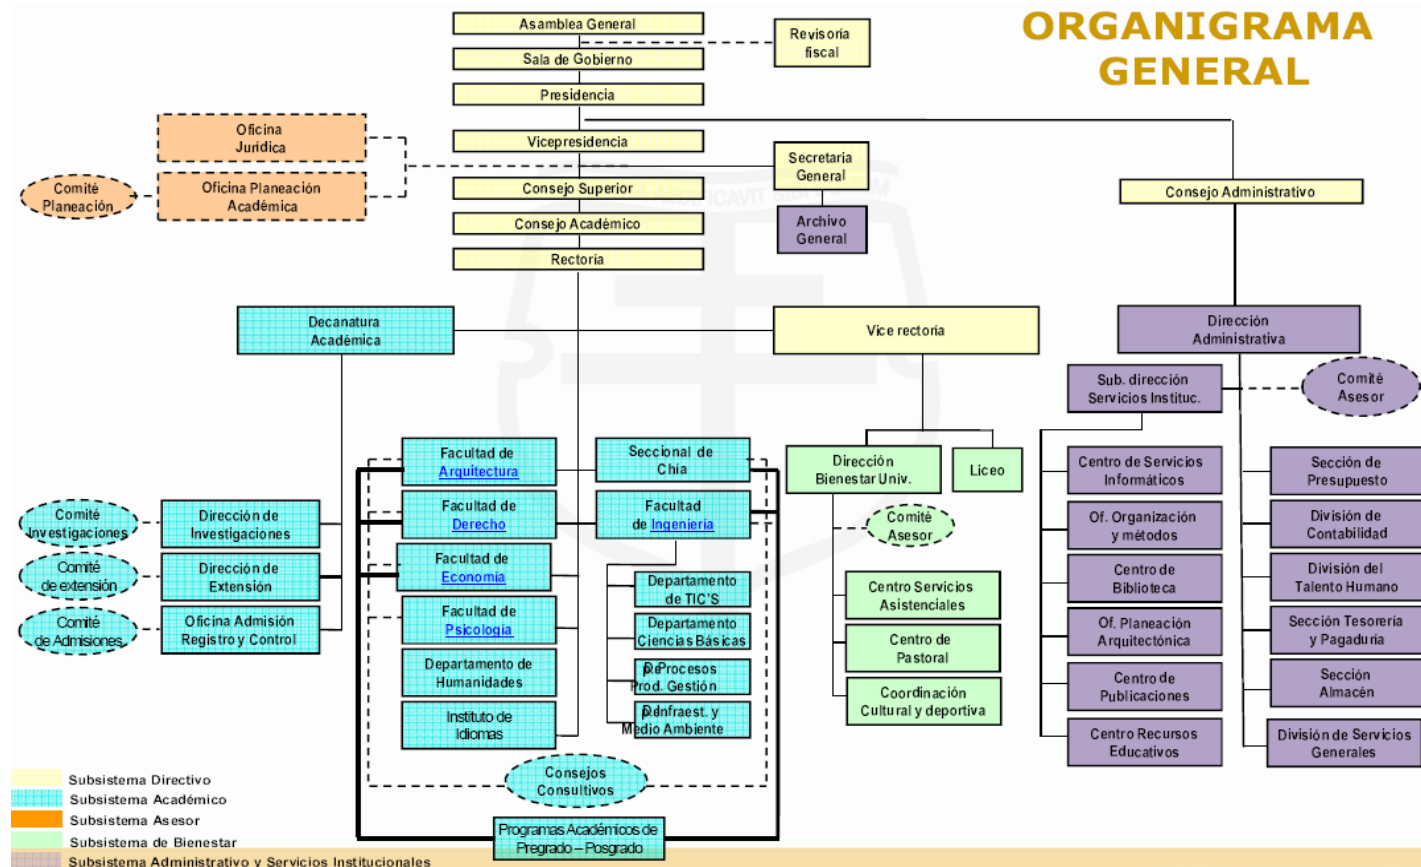 ORGANIGRAMA
GENERAL
Asamblea General
Revisoría
fiscal
Sala de Gobierno
Presidencia
Oficina
Jurídica
Vicepresidencia
Secretaria
General
Comité
Planeación
Oficina Planeación
Académica
Consejo Superior
Consejo Administrativo
Consejo Académico
Archivo
General
Rectoría
Decanatura
Académica
Vice rectoría
Dirección
Administrativa
Sub. dirección
Servicios Instituc.
Comité
Asesor
Facultad de
Arquitectura
Seccional de
Chía
Dirección
Bienestar Univ.
Liceo
Centro de Servicios
Informáticos
Sección de
Presupuesto
Comité
Investigaciones
Dirección de
Investigaciones
Facultad de
Derecho
Facultad
de Ingeniería
Comité
Asesor
Of. Organización
y métodos
División de
Contabilidad
Comité
de extensión
Dirección de
Extensión
Facultad de
Economía
Departamento
de TIC'S
Centro Servicios
Asistenciales
Centro de
Biblioteca
División del
Talento Humano
Comité
de Admisiones
Oficina Admisión
Registro y Control
Facultad de
Psicología
Departamento
Ciencias Básicas
Centro de
Pastoral
Of. Planeación
Arquitectónica
Sección Tesorería
y Pagaduría
Departamento de
Humanidades
Procesos
Prod. Gestión
Coordinación
Cultural y deportiva
Centro de
Publicaciones
Sección
Almacén
Instituto de
Idiomas
Infraest. y
Medio Ambiente
Centro Recursos
Educativos
División de Servicios
Generales
Consejos
Consultivos
Programas Académicos de
Pregrado – Posgrado
Subsistema Directivo
Subsistema Académico
Subsistema Asesor
Subsistema de Bienestar
Subsistema Administrativo y Servicios Institucionales